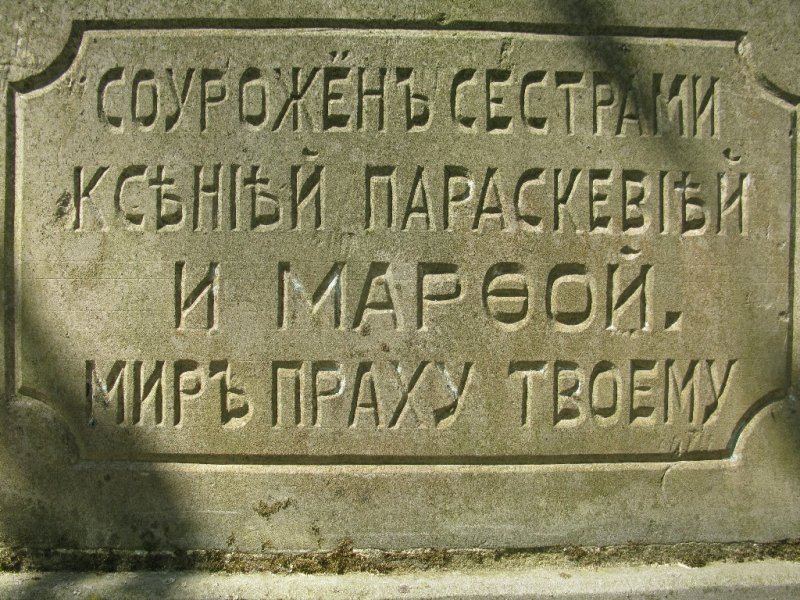 СОУРОЖЁНЪ СЕСТРАМИ
КСѢНІѢЙ ПАРАСКЕВІѢЙ
И МАРѲОЙ.
МИРЪ ПРАХУ ТВОЕМУ